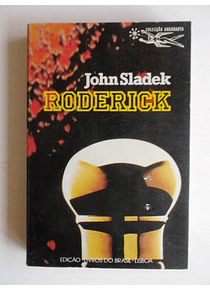 COLECÇÃO ARGONAUTA
John Sladek
RODERICK
EDIÇÃO LIVROS DO BRASIL LISBOA